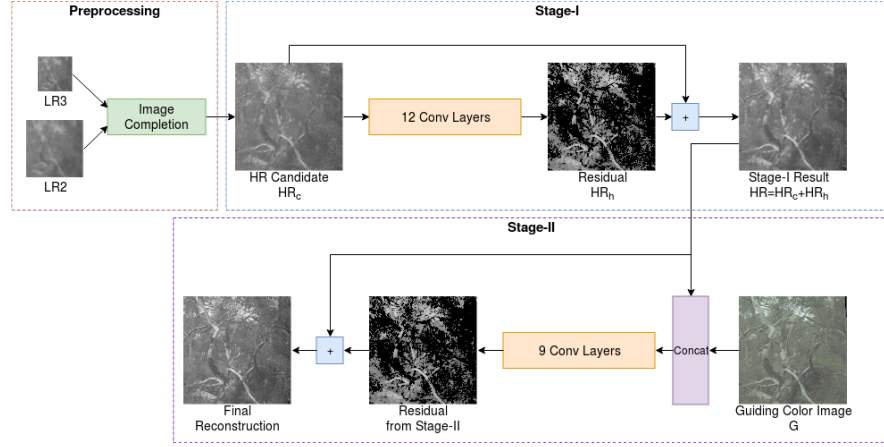 Preprocessing
LR3
LR2
Image
Completion
Stage-I
HR Candidate
HRc
12 Conv Layers
Residual
HRh
+
Stage-I Result
HR=HRc+HRh
Stage-II
Final
Reconstruction
+
Residual
from Stage-II
9 Conv Layers
Concat
Guiding Color Image
G